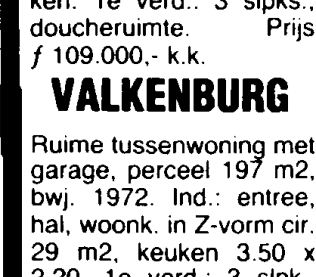 ken. 1e verd.: 3 slpks.,
doucheruimte. Prijs
ƒ 109.000,- k.k.
VALKENBURG
Ruime tussenwoning met
garage, perceel 197 m2,
bwj. 1972. Ind.: entree,
hal, woonk. in Z-vorm cir.
29 m2, keuken 3.50 x
2.20. 1e verd.: 3 slpk.